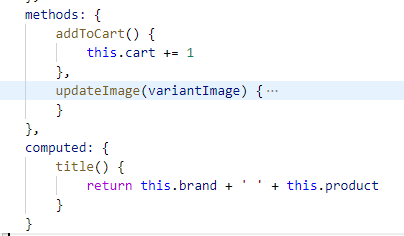 methods: {
addToCart() {
this.cart += 1
},
updateImage(variantImage) { ...
}
},
computed: {
title() {
return this.brand + ' ' + this.product
}
}